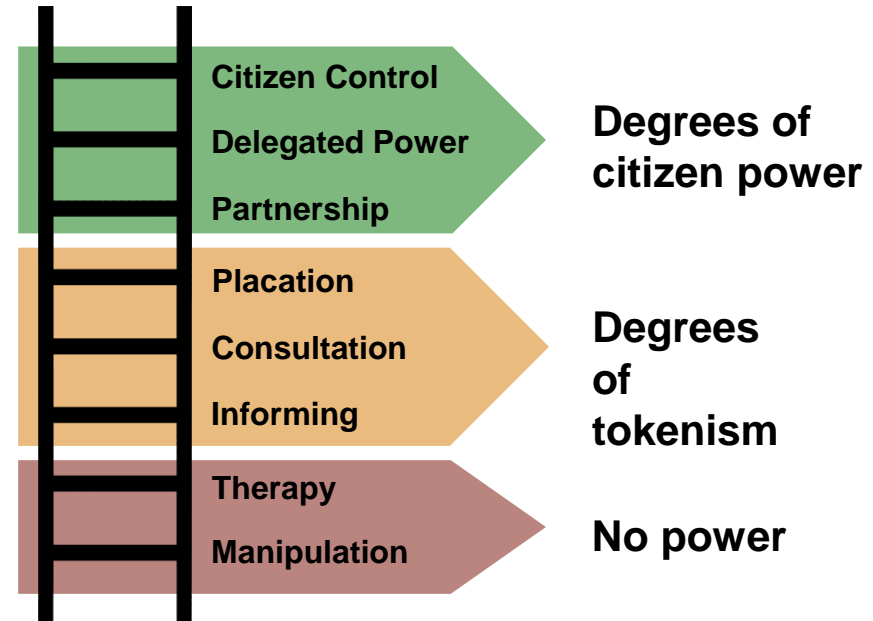 Citizen Control
Delegated Power
Partnership
Degrees of
citizen power
Placation
Consultation
Informing
Degrees
of
tokenism
Therapy
Manipulation
No power